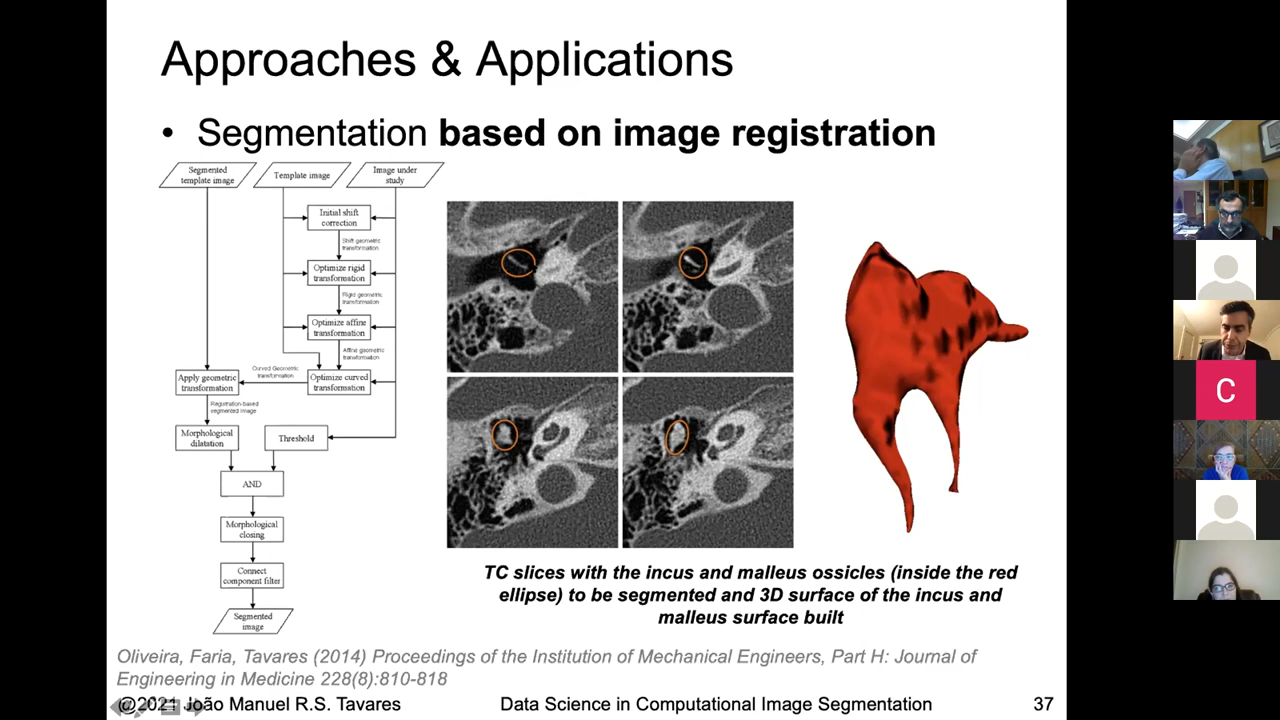 Approaches & Applications
• Segmentation based on image registration
Segmented
template image
Template image
Image under
study
Initial shift
correction
Shift geometric
transformation
Optimize rigid
transformation
Rigid geometric
transformation
Optimize affine
transformation
Affine geometric
transformation
Curved Geometric
transformation
Apply geometric
transformation
Optimize curved
transformation
Registration-based
segmented image
Morphological
dilatation
Threshold
AND
Morphological
closing
Connect
component filter
Segmented
image
TC slices with the incus and malleus ossicles (inside the red
ellipse) to be segmented and 3D surface of the incus and
malleus surface built
Oliveira, Faria, Tavares (2014) Proceedings of the Institution of Mechanical Engineers, Part H: Journal of
Engineering in Medicine 228(8):810-818
©2021 João Manuel R.S. Tavares
Data Science in Computational Image Segmentation
37
C